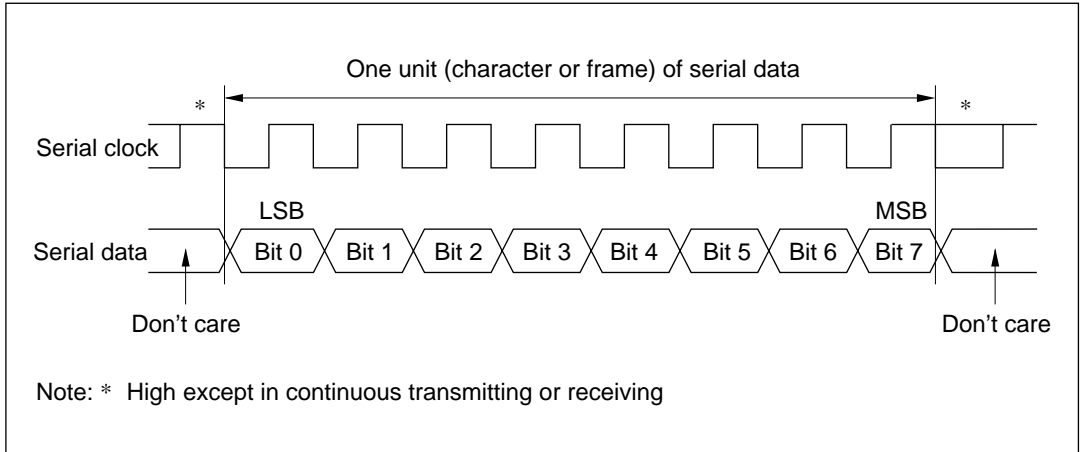 One unit (character or frame) of serial data
* *
Serial clock
LSB MSB
Serial data Bit 0 Bit 1 Bit 2 Bit 3 Bit 4 Bit 5 Bit 6 Bit 7
Don't care Don't care
Note: * High except in continuous transmitting or receiving